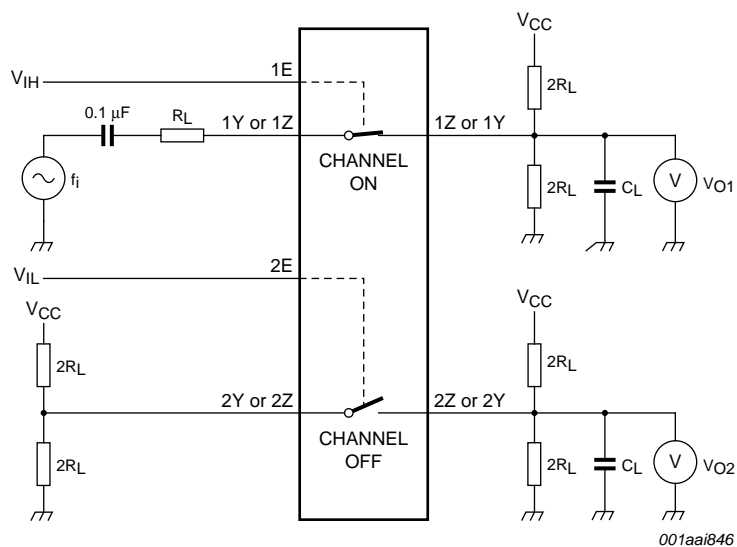 VCC
VIH
1E
2RL
0.1 μF
RL
1Y or 1Z
1Z or 1Y
fi
CHANNEL
ON
2RL
CL
V
VO1
VIL
2E
VCC
VCC
2RL
2RL
2Y or 2Z
2Z or 2Y
2RL
CHANNEL
OFF
2RL
CL
V
VO2
001aai846